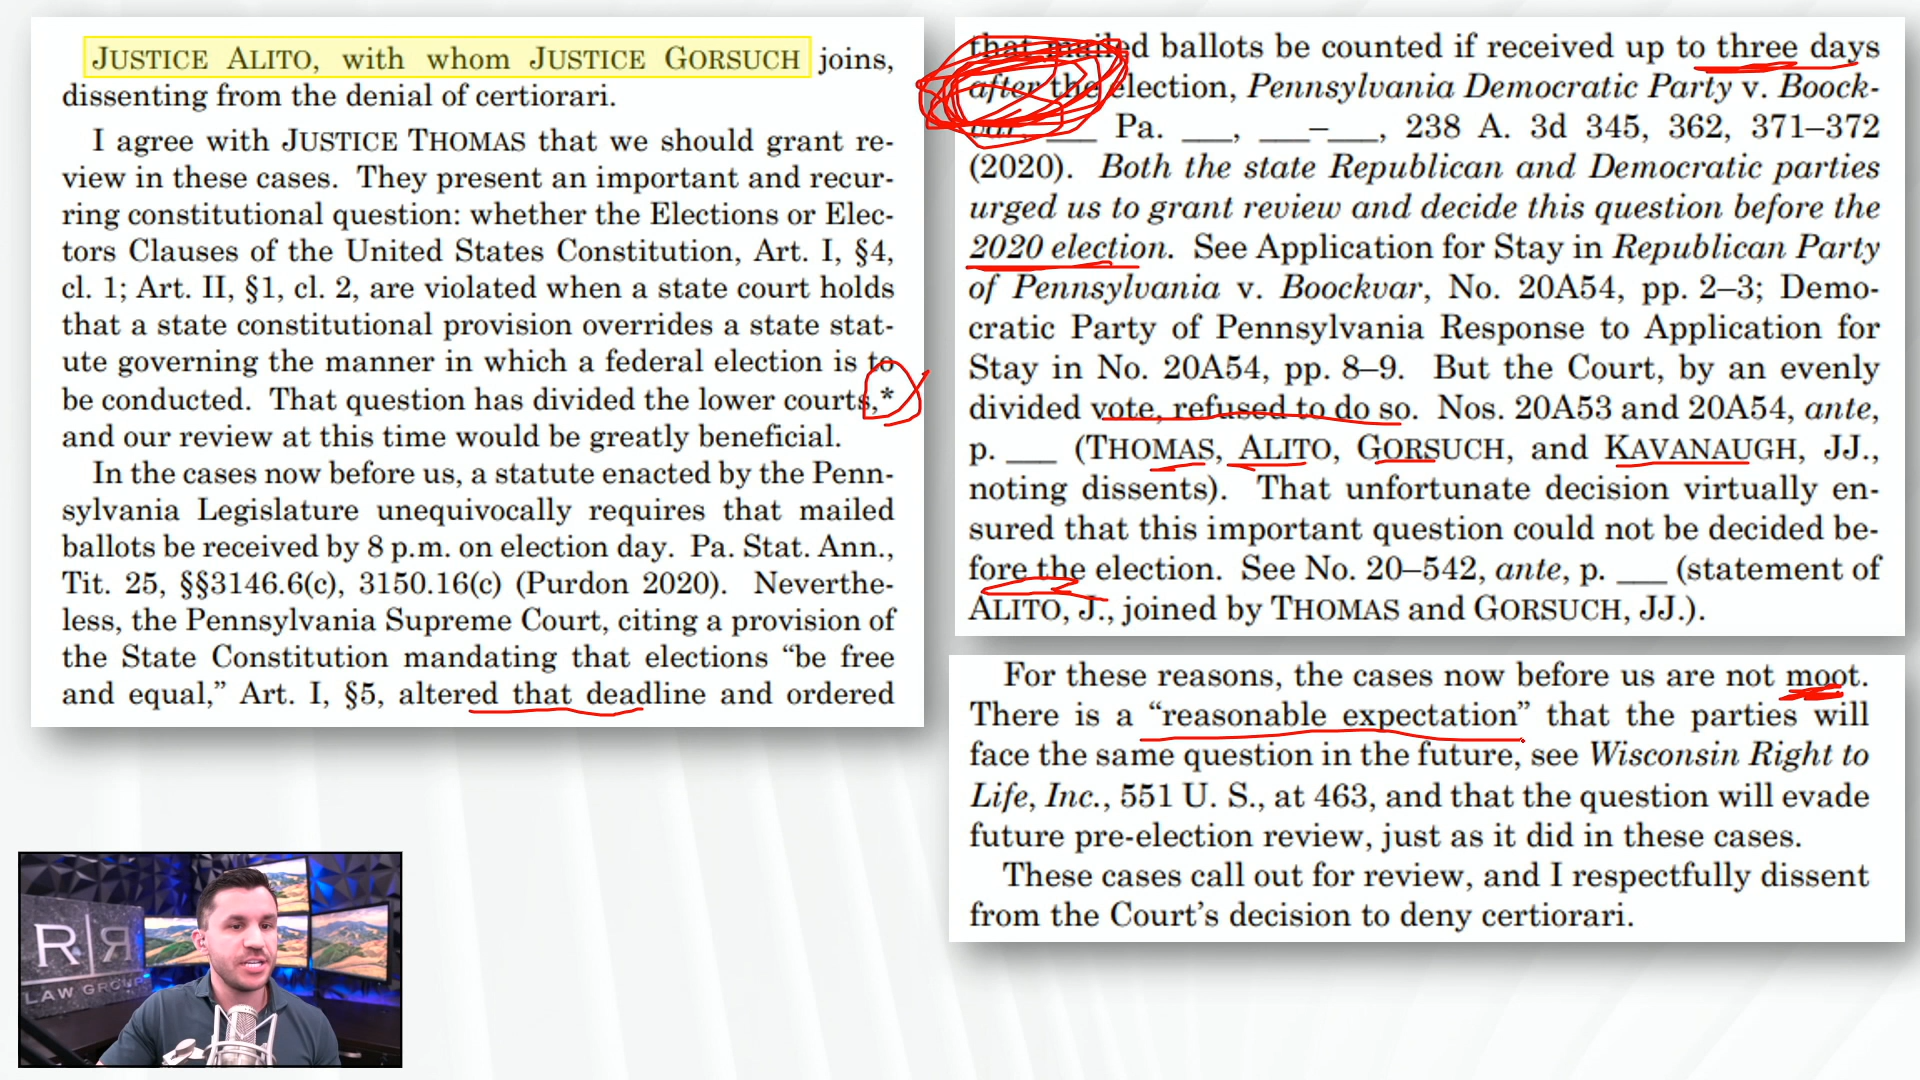 JUSTICE ALITO, with whom JUSTICE GORSUCH joins,
dissenting from the denial of certiorari.
I agree with JUSTICE THOMAS that we should grant re-
view in these cases. They present an important and recur-
ring constitutional question: whether the Elections or Elec-
tors Clauses of the United States Constitution, Art. I, §4,
cl. 1; Art. II, §1, cl. 2, are violated when a state court holds
that a state constitutional provision overrides a state stat-
ute governing the manner in which a federal election is to
be conducted. That question has divided the lower courts,*
and our review at this time would be greatly beneficial.
In the cases now before us, a statute enacted by the Penn-
sylvania Legislature unequivocally requires that mailed
ballots be received by 8 p.m. on election day. Pa. Stat. Ann.,
Tit. 25, §§3146.6(c), 3150.16(c) (Purdon 2020). Neverthe-
less, the Pennsylvania Supreme Court, citing a provision of
the State Constitution mandating that elections “be free
and equal,” Art. I, §5, altered that deadline and ordered
that mailed ballots be counted if received up to three days
after the election, Pennsylvania Democratic Party v. Boock-
var, ___ Pa. ___, ___–___, 238 A. 3d 345, 362, 371–372
(2020). Both the state Republican and Democratic parties
urged us to grant review and decide this question before the
2020 election. See Application for Stay in Republican Party
of Pennsylvania v. Boockvar, No. 20A54, pp. 2–3; Demo-
cratic Party of Pennsylvania Response to Application for
Stay in No. 20A54, pp. 8–9. But the Court, by an evenly
divided vote, refused to do so. Nos. 20A53 and 20A54, ante,
p. ___ (THOMAS, ALITO, GORSUCH, and KAVANAUGH, JJ.,
noting dissents). That unfortunate decision virtually en-
sured that this important question could not be decided be-
fore the election. See No. 20–542, ante, p. ___ (statement of
ALITO, J., joined by THOMAS and GORSUCH, JJ.).
For these reasons, the cases now before us are not moot.
There is a “reasonable expectation” that the parties will
face the same question in the future, see Wisconsin Right to
Life, Inc., 551 U. S., at 463, and that the question will evade
future pre-election review, just as it did in these cases.
These cases call out for review, and I respectfully dissent
from the Court’s decision to deny certiorari.
R|R
LAW GROUP